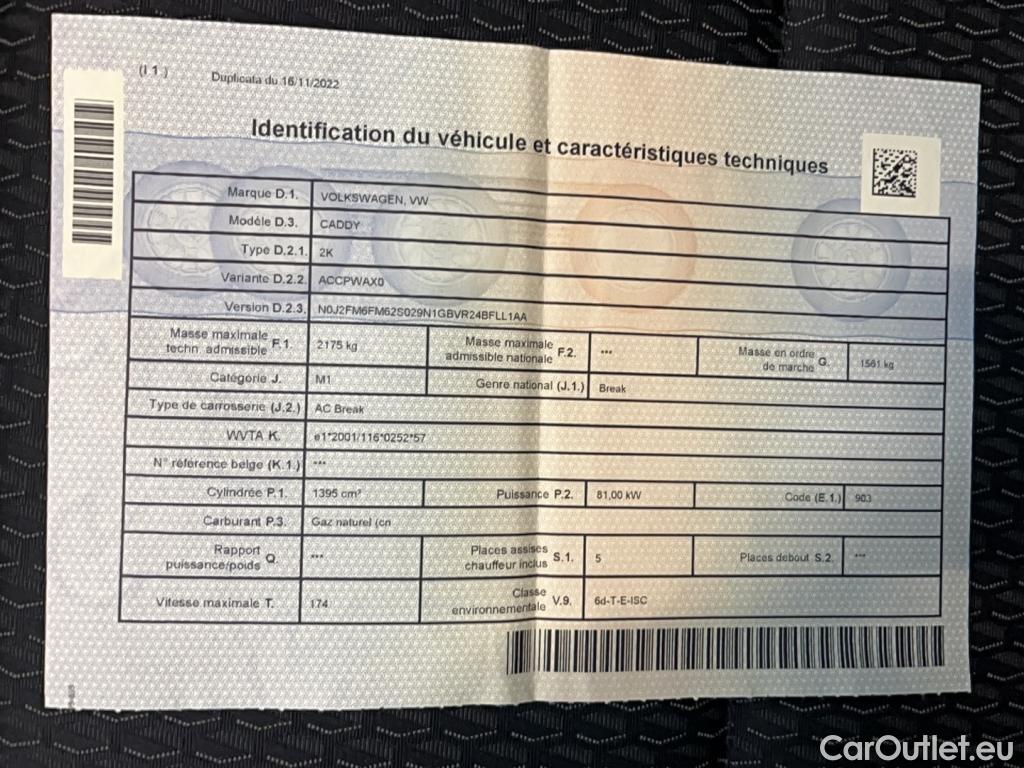 (I 1)
Duplicata du 16/11/2022
Identification du véhicule et caractéristiques techniques
Marque D.1. VOLKSWAGEN, VW
Modèle D.3. CADDY
Type D.2.1. 2K
Variante D.2.2. ACCPWAX0
Version D.2.3. N0J2FM6FM62S029N1GBVR24BFLL1AA
Masse maximale techn. admissible F.1. 2175 kg Masse maximale admissible nationale F.2. *** Masse en ordre de marche G. 1561 kg
Catégorie J. M1 Genre national (J.1.) Break
Type de carrosserie (J.2.) AC Break
WVTA K. e1*2001/116*0252*57
N° référence belge (K.1.) ***
Cylindrée P.1. 1395 cm³ Puissance P.2. 81,00 kW Code (E.1.) 903
Carburant P.3. Gaz naturel (cn
Rapport puissance/poids Q. *** Places assises chauffeur inclus S.1. 5 Places debout S.2. ***
Vitesse maximale T. 174 Classe environnementale V.9. 6d-T-E-ISC
CarOutlet.eu